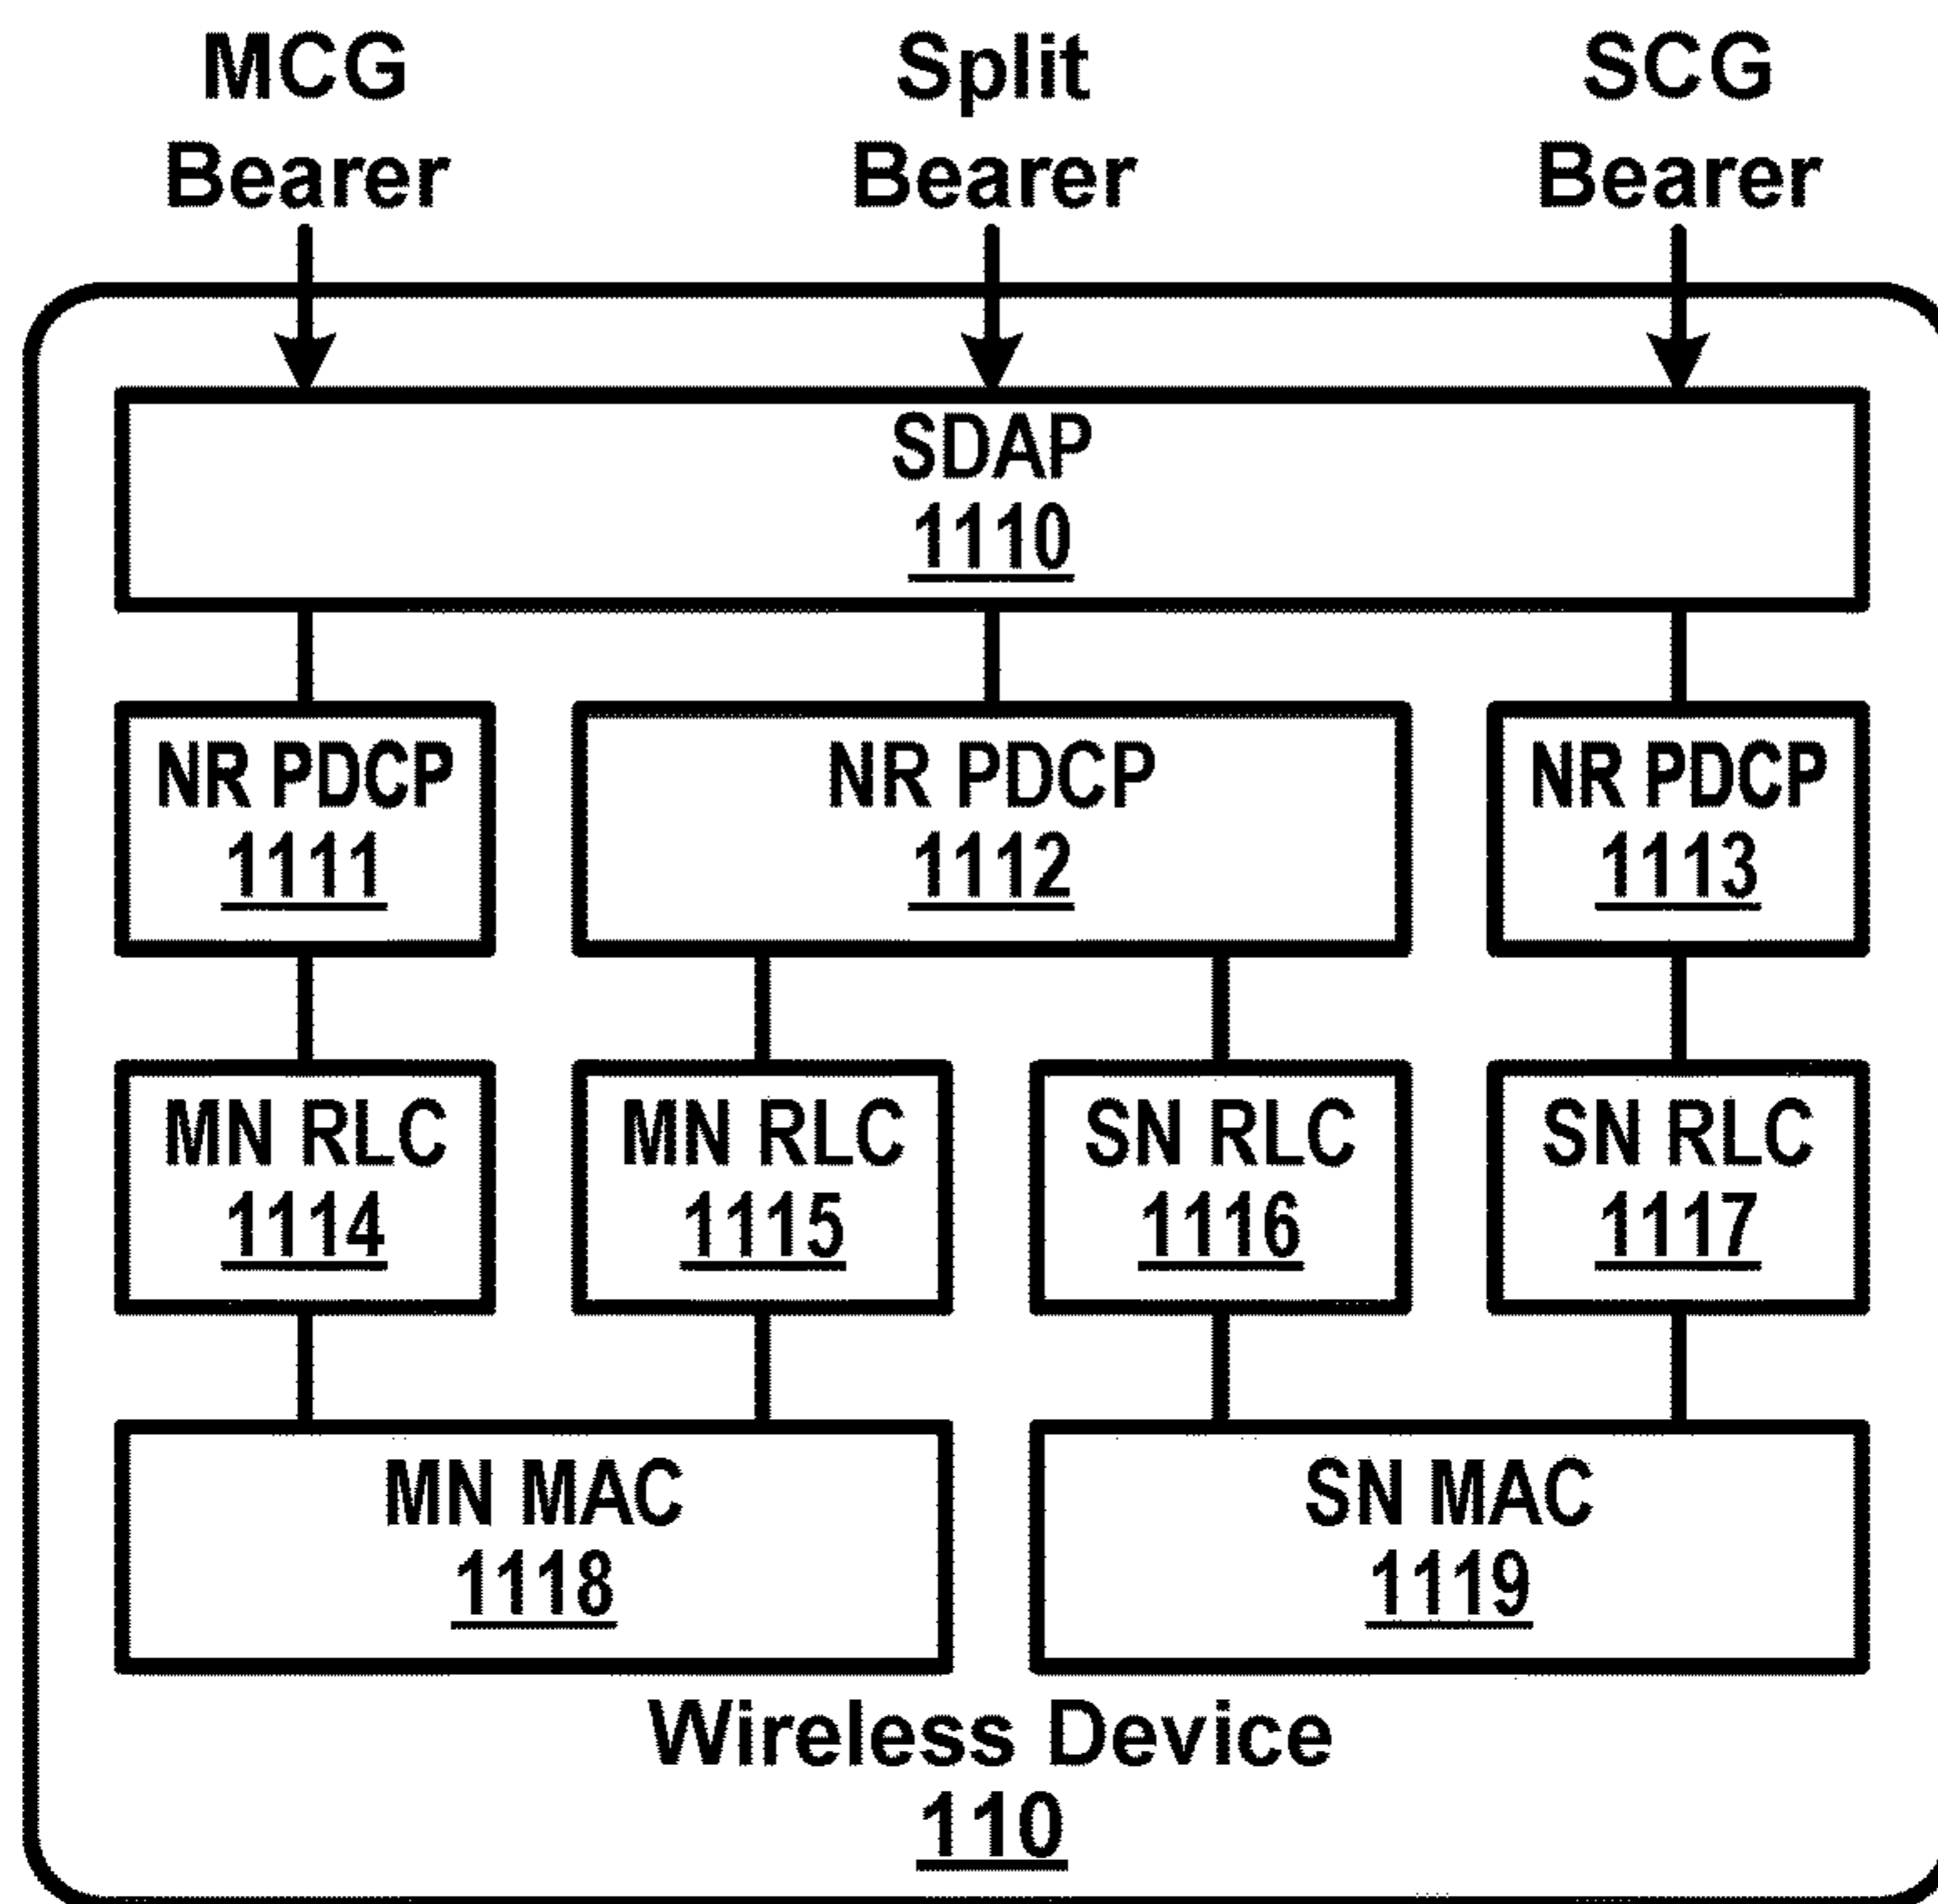 MCG Bearer
Split Bearer
SCG Bearer
SDAP
1110
NR PDCP
1111
NR PDCP
1112
NR PDCP
1113
MN RLC
1114
MN RLC
1115
SN RLC
1116
SN RLC
1117
MN MAC
1118
SN MAC
1119
Wireless Device
110